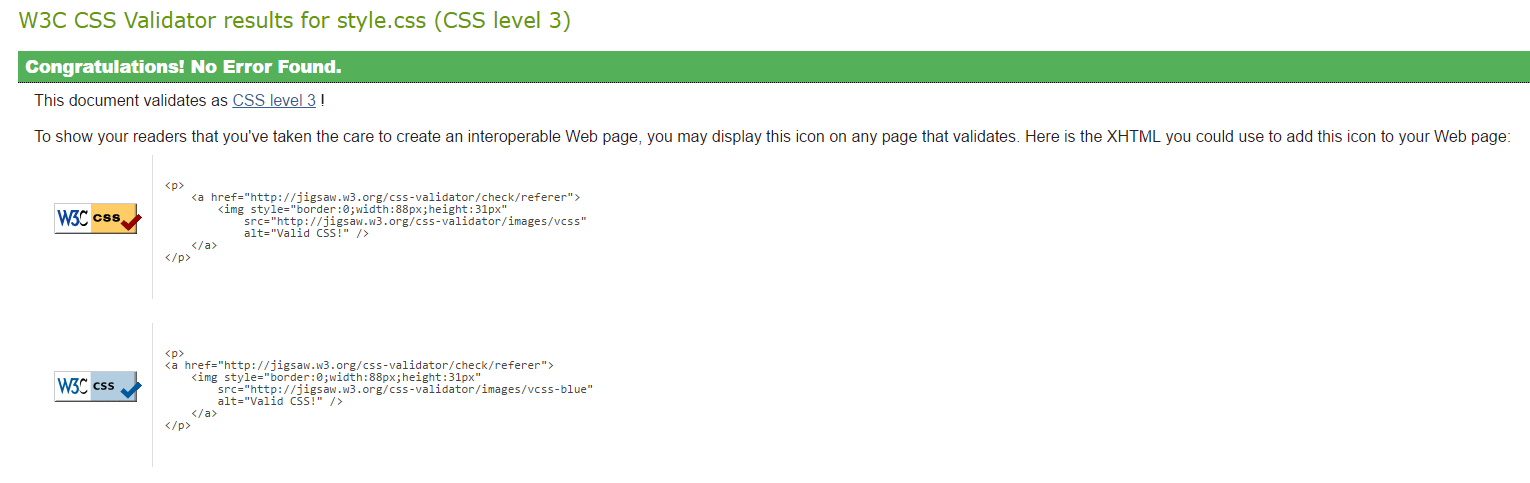 W3C CSS Validator results for style.css (CSS level 3)
Congratulations! No Error Found.
This document validates as CSS level 3 !
To show your readers that you've taken the care to create an interoperable Web page, you may display this icon on any page that validates. Here is the XHTML you could use to add this icon to your Web page:
W3C css
<p>
    <a href="http://jigsaw.w3.org/css-validator/check/referer">
        <img style="border:0;width:88px;height:31px"
            src="http://jigsaw.w3.org/css-validator/images/vcss"
            alt="Valid CSS!" />
    </a>
</p>
W3C css
<p>
<a href="http://jigsaw.w3.org/css-validator/check/referer">
    <img style="border:0;width:88px;height:31px"
        src="http://jigsaw.w3.org/css-validator/images/vcss-blue"
        alt="Valid CSS!" />
    </a>
</p>